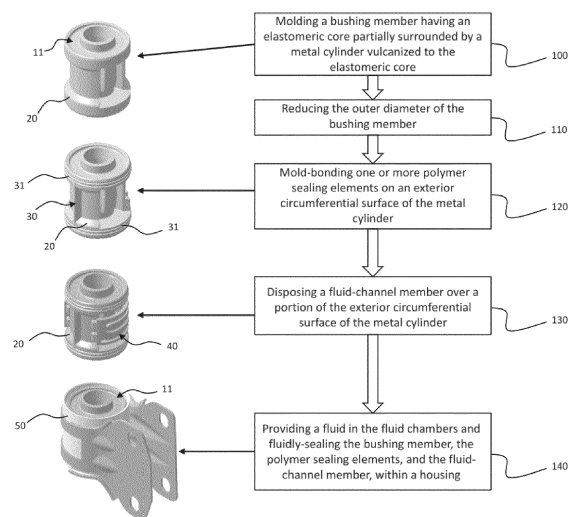 Molding a bushing member having an
elastomeric core partially surrounded by a
metal cylinder vulcanized to the
elastomeric core
11
100
20
Reducing the outer diameter of the
bushing member
110
31
Mold-bonding one or more polymer
sealing elements on an exterior
circumferential surface of the metal
cylinder
30
120
31
20
Disposing a fluid-channel member over a
portion of the exterior circumferential
surface of the metal cylinder
130
20
40
11
50
Providing a fluid in the fluid chambers and
fluidly-sealing the bushing member, the
polymer sealing elements, and the fluid-
channel member, within a housing
140